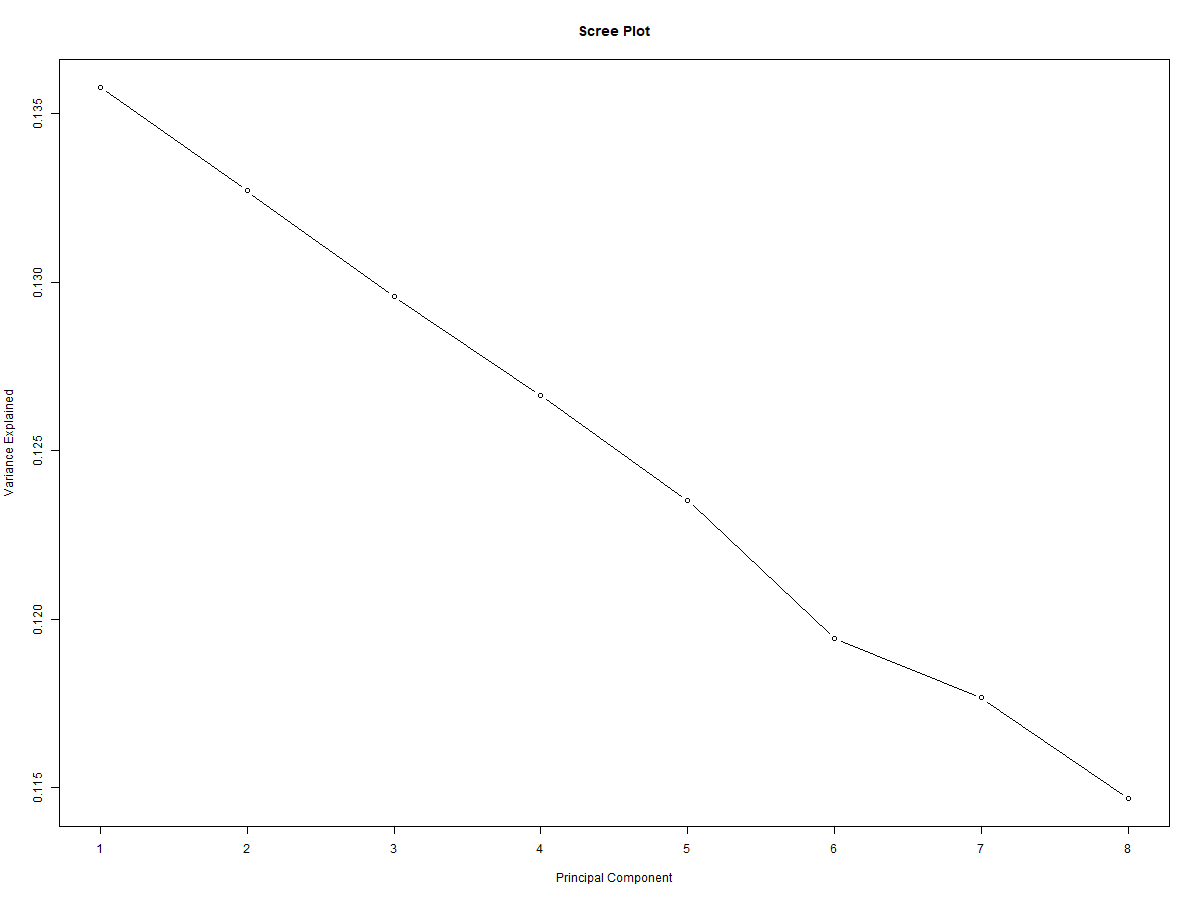 Scree Plot
Variance Explained
0.135
0.130
0.125
0.120
0.115
1 2 3 4 5 6 7 8
Principal Component